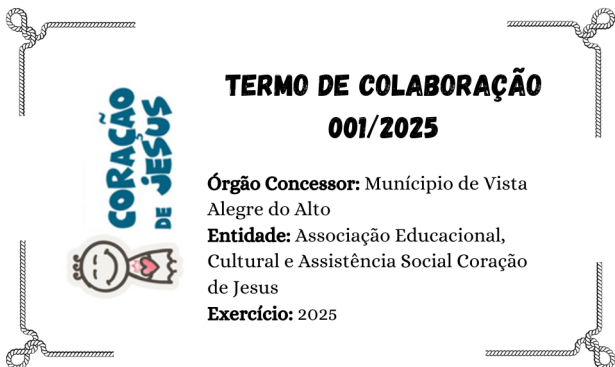 CORAÇÃO
DE JESUS
TERMO DE COLABORAÇÃO
001/2025
Órgão Concessor: Munícipio de Vista
Alegre do Alto
Entidade: Associação Educacional,
Cultural e Assistência Social Coração
de Jesus
Exercício: 2025